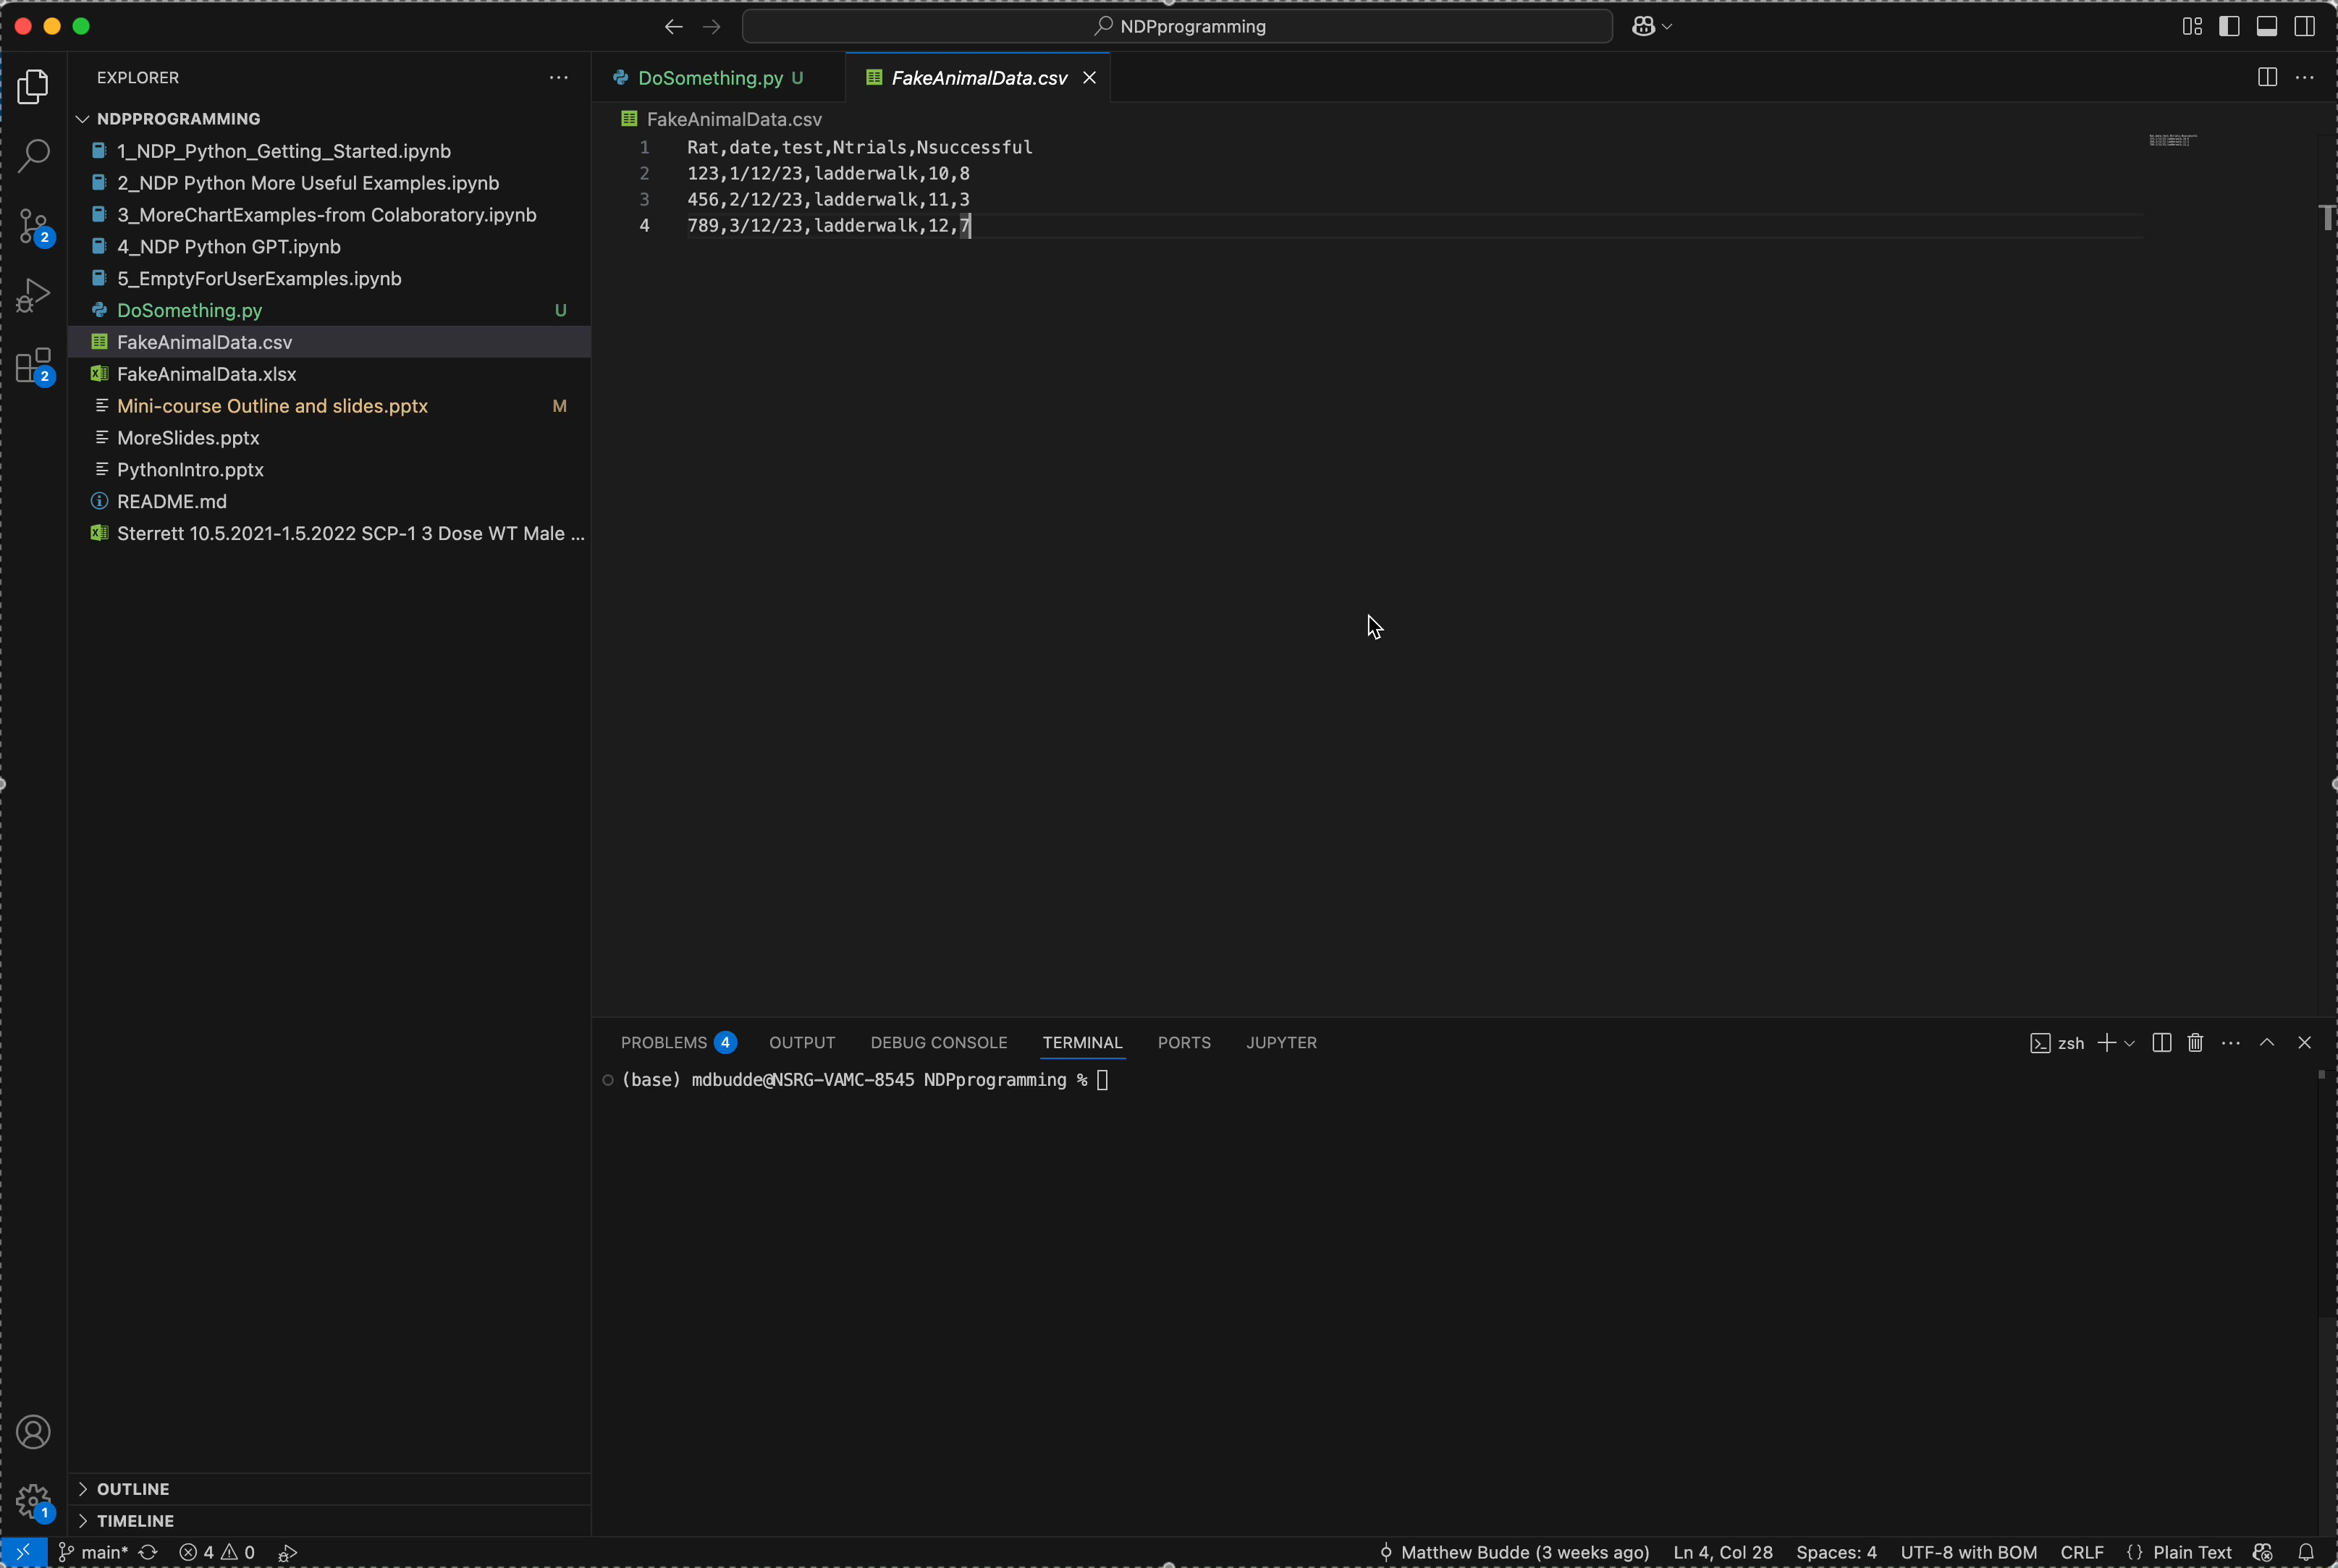 NDPprogramming
EXPLORER
NDPPROGRAMMING
1_NDP_Python_Getting_Started.ipynb
2_NDP Python More Useful Examples.ipynb
3_MoreChartExamples-from Colaboratory.ipynb
4_NDP Python GPT.ipynb
5_EmptyForUserExamples.ipynb
DoSomething.py U
FakeAnimalData.csv
FakeAnimalData.xlsx
Mini-course Outline and slides.pptx M
MoreSlides.pptx
PythonIntro.pptx
README.md
Sterrett 10.5.2021-1.5.2022 SCP-1 3 Dose WT Male ...
2
2
1
OUTLINE
TIMELINE
DoSomething.py U FakeAnimalData.csv
FakeAnimalData.csv
1 Rat,date,test,Ntrials,Nsuccessful
2 123,1/12/23,ladderwalk,10,8
3 456,2/12/23,ladderwalk,11,3
4 789,3/12/23,ladderwalk,12,7
PROBLEMS 4 OUTPUT DEBUG CONSOLE TERMINAL PORTS JUPYTER zsh
(base) mdbudde@NSRG-VAMC-8545 NDPprogramming %
main* 4 0 Matthew Budde (3 weeks ago) Ln 4, Col 28 Spaces: 4 UTF-8 with BOM CRLF {} Plain Text